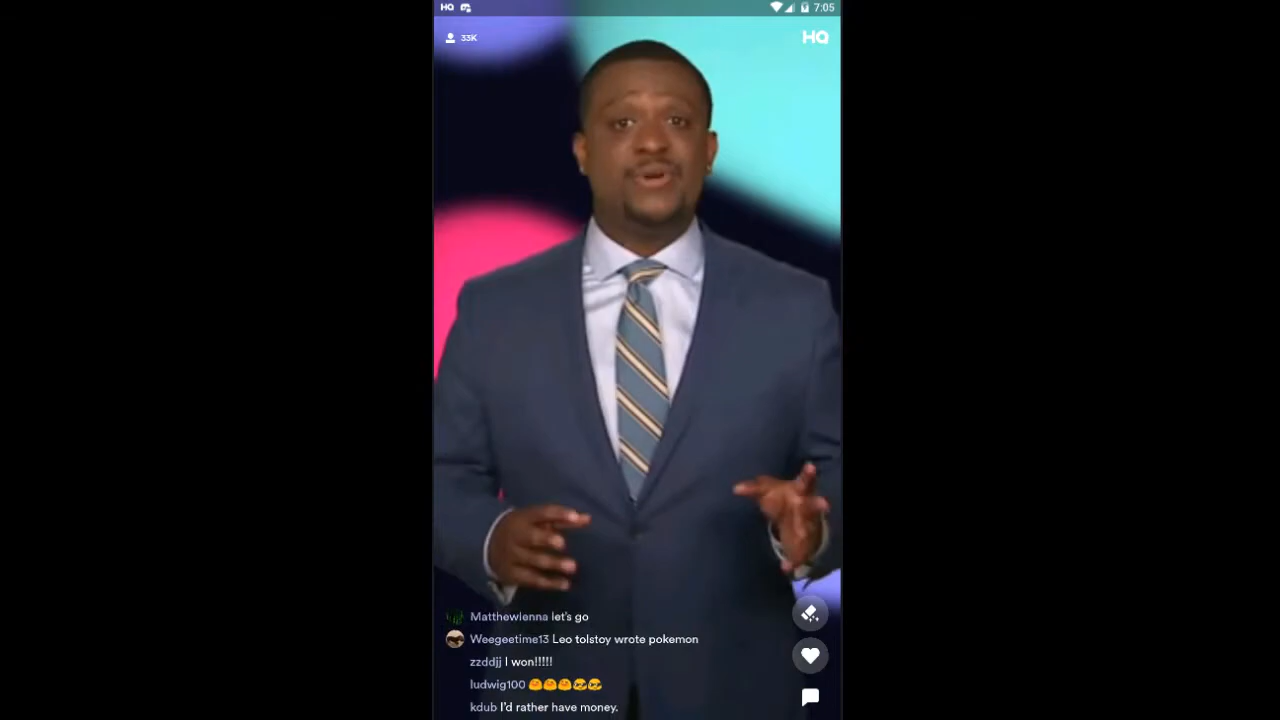 HQ 7:05
33K HQ
Matthewlenna let's go
Weegeetime13 Leo tolstoy wrote pokemon
zzddjj I won!!!!!
ludwig100 🤗🤗🤗😂😂
kdub I'd rather have money.